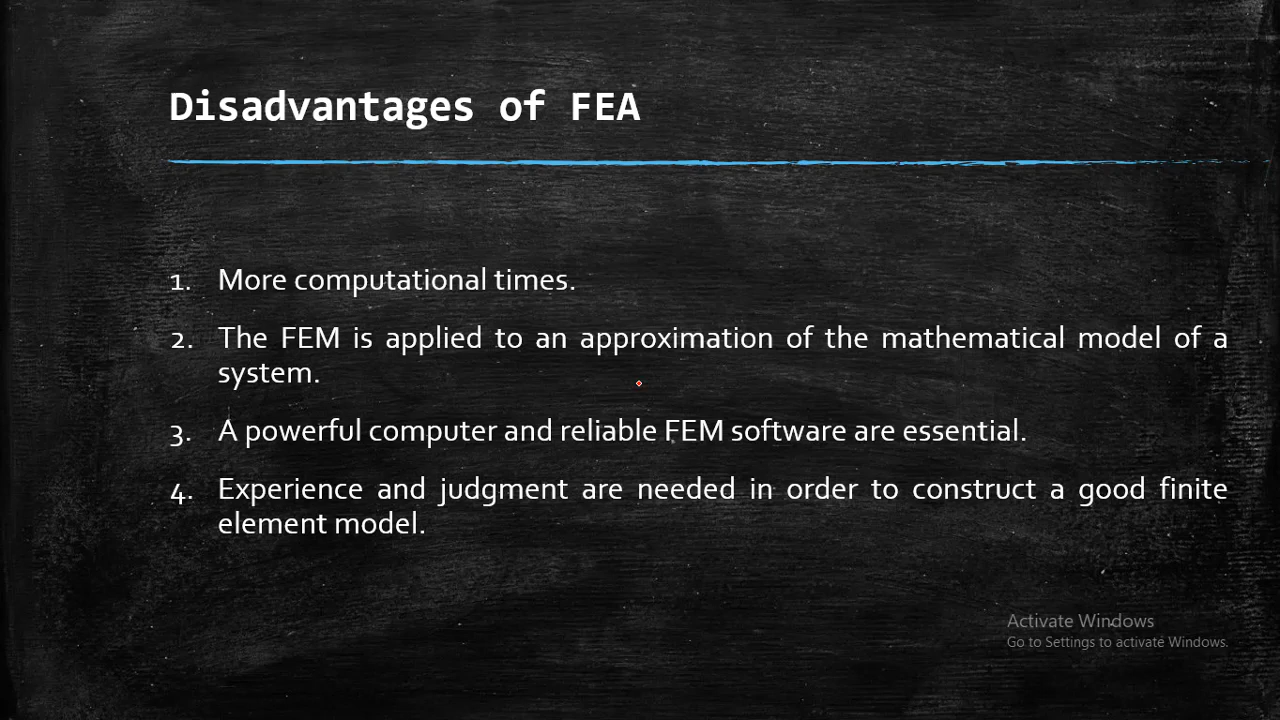 Disadvantages of FEA
1. More computational times.
2. The FEM is applied to an approximation of the mathematical model of a
system.
3. A powerful computer and reliable FEM software are essential.
4. Experience and judgment are needed in order to construct a good finite
element model.
Activate Windows
Go to Settings to activate Windows.